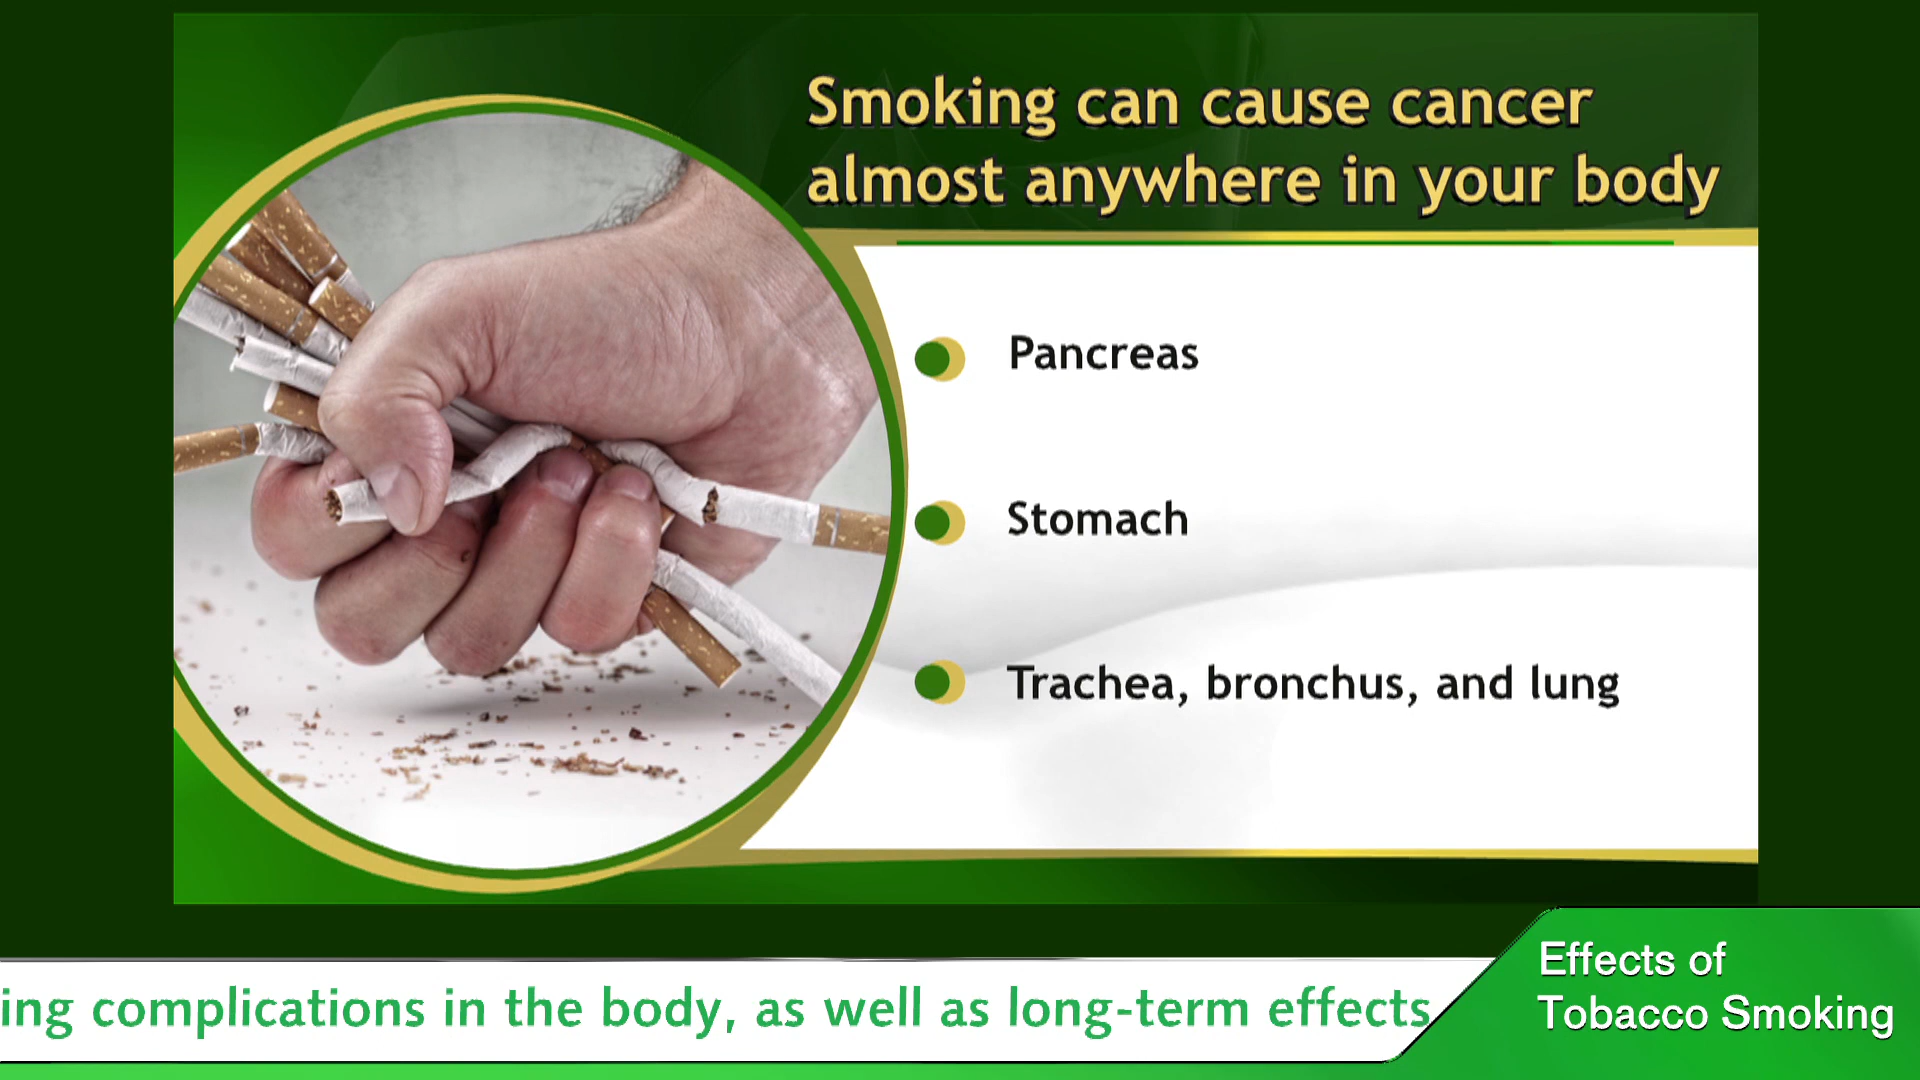 Smoking can cause cancer
almost anywhere in your body
Pancreas
Stomach
Trachea, bronchus, and lung
ing complications in the body, as well as long-term effects
Effects of
Tobacco Smoking